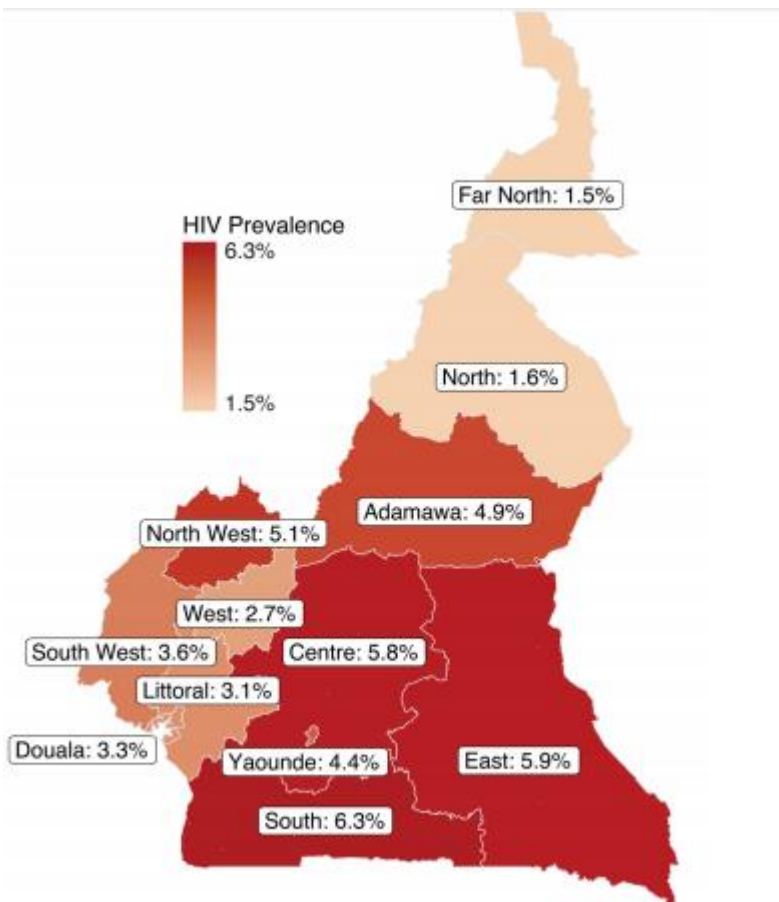 Far North: 1.5%
HIV Prevalence
6.3%
1.5%
North: 1.6%
Adamawa: 4.9%
North West: 5.1%
West: 2.7%
South West: 3.6%
Centre: 5.8%
Littoral: 3.1%
Douala: 3.3%
Yaounde: 4.4%
East: 5.9%
South: 6.3%